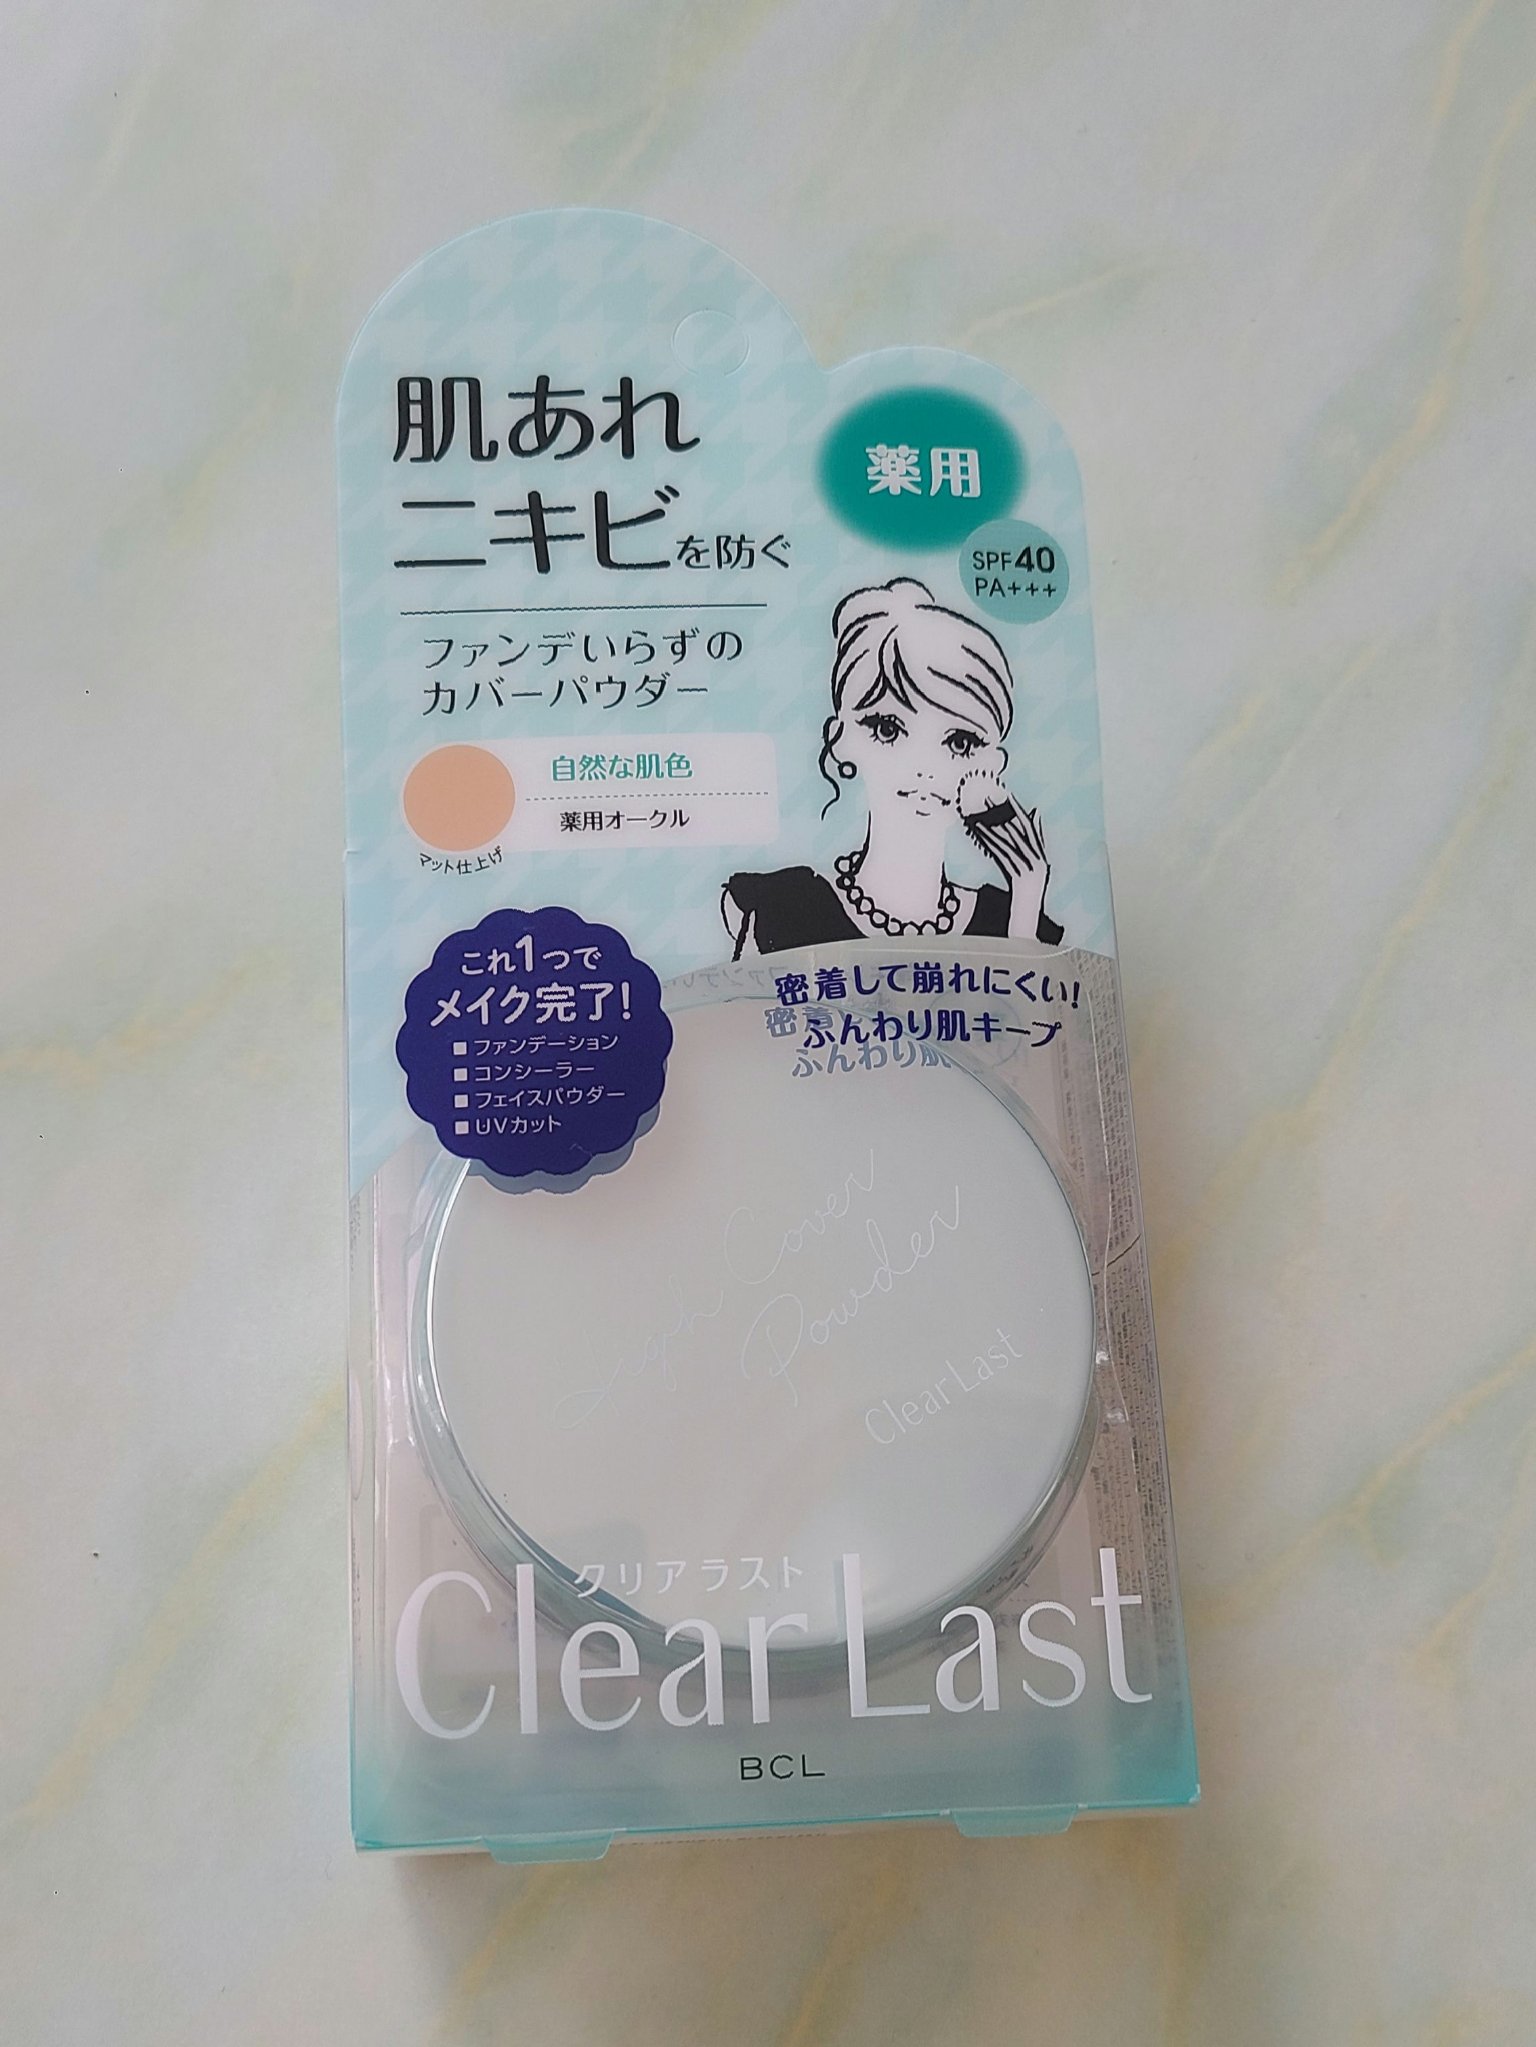 肌あれ
ニキビを防ぐ
薬用
SPF40
PA+++
ファンデいらずの
カバーパウダー
自然な肌色
薬用オークル
マット仕上げ
これ1つで
メイク完了!
■ファンデーション
■コンシーラー
■フェイスパウダー
■UVカット
密着して崩れにくい!
ふんわり肌キープ
High Cover
Powder
ClearLast
クリアラスト
ClearLast
BCL